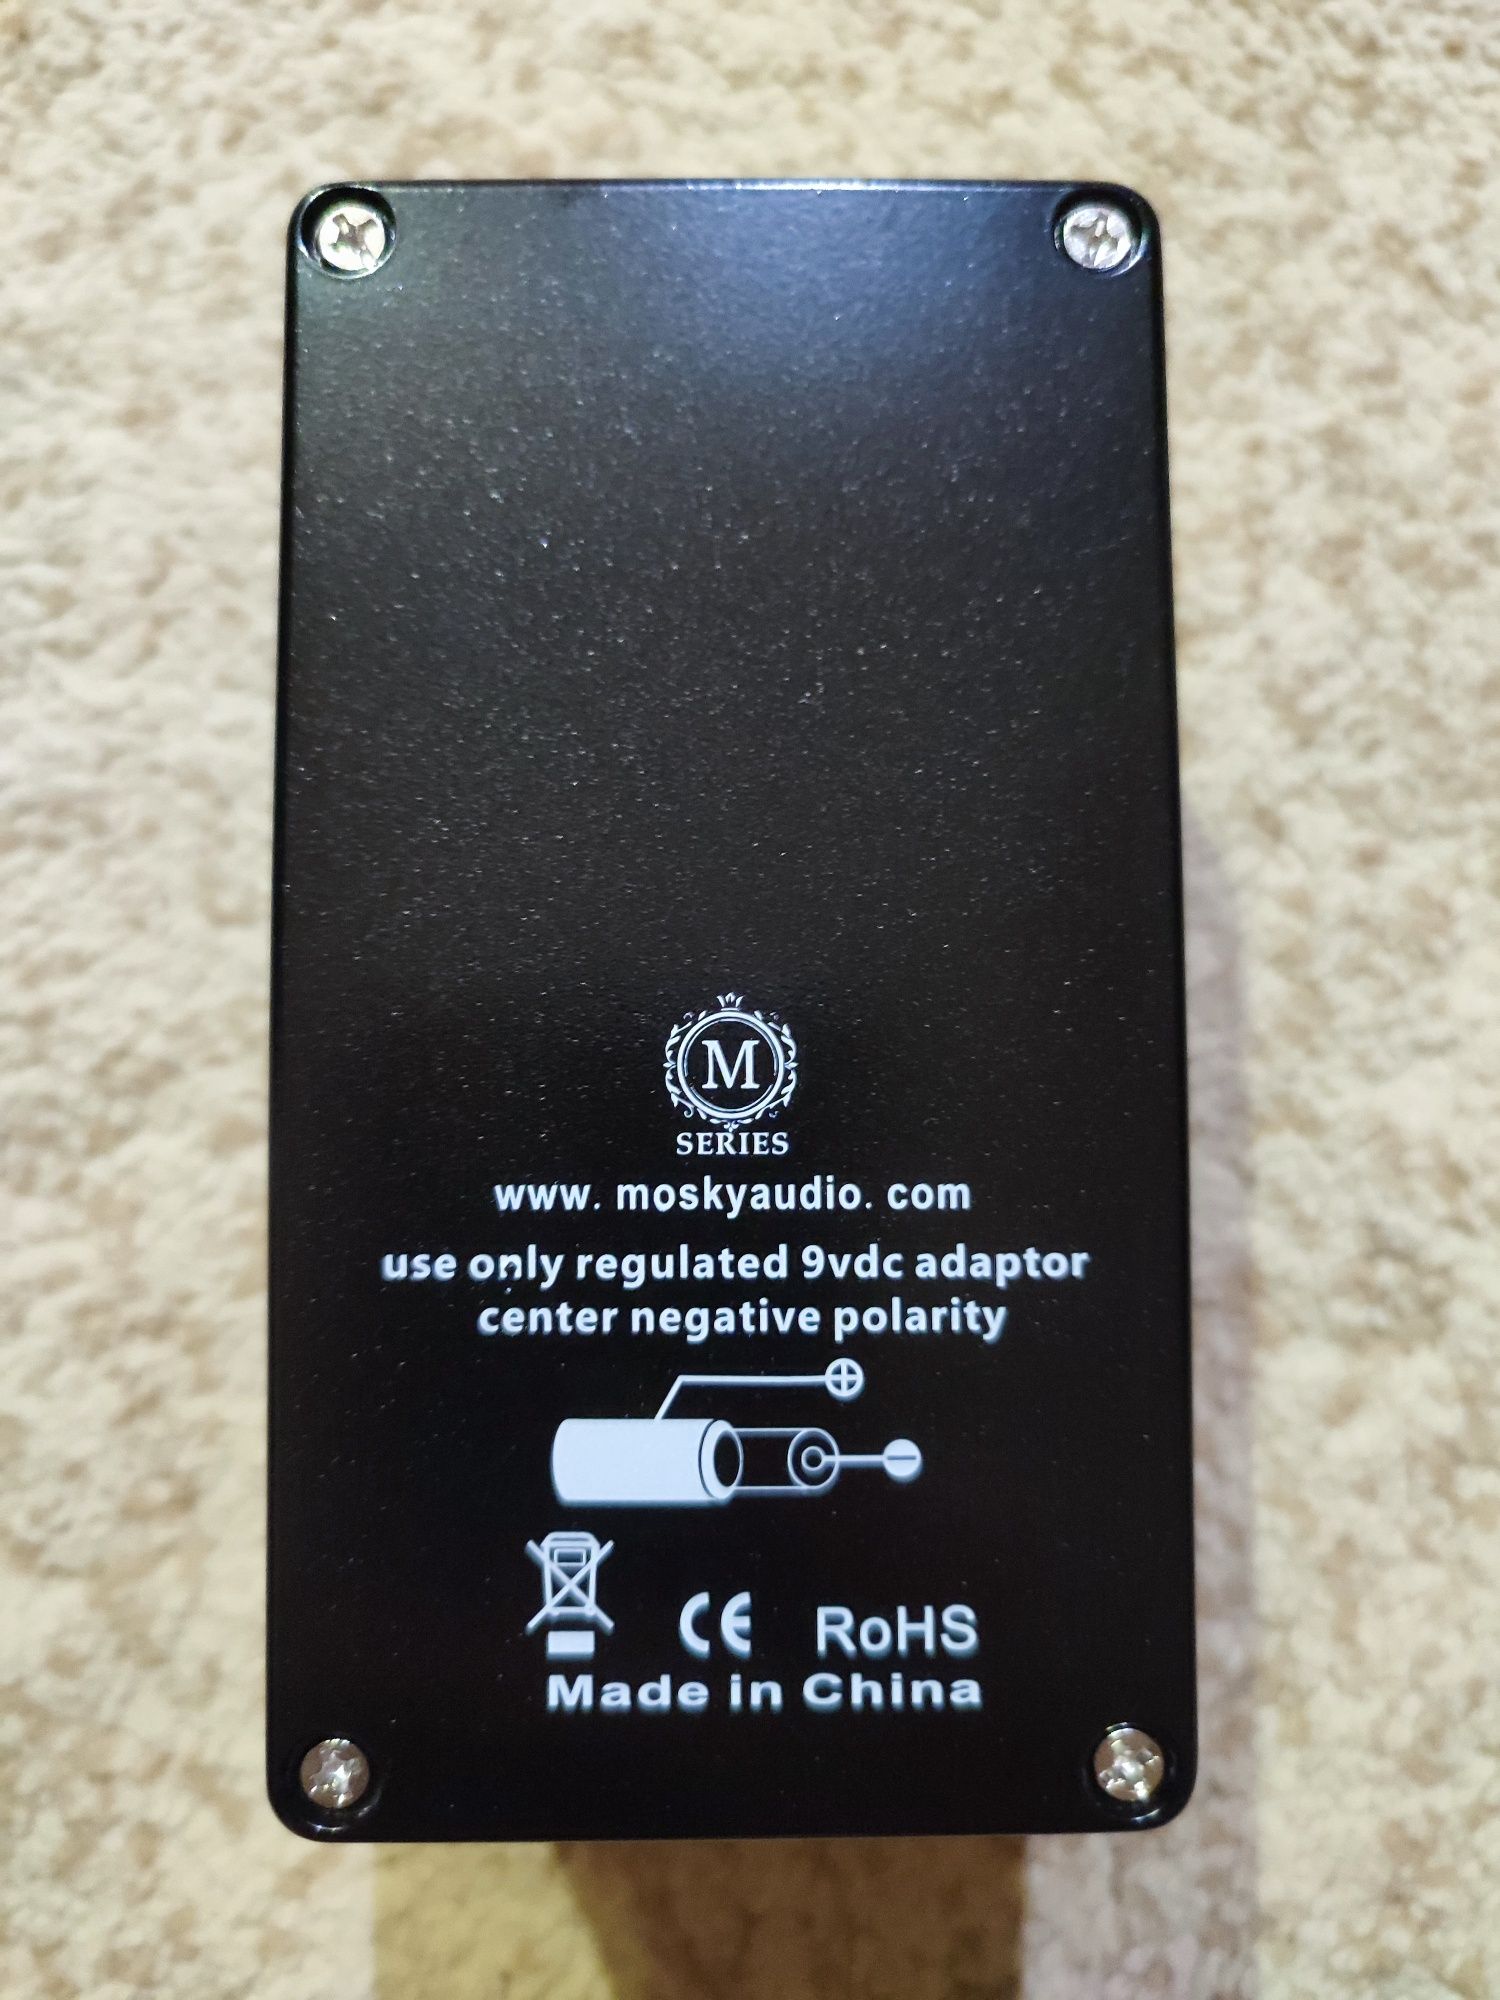 M
SERIES
www. moskyaudio. com
use only regulated 9vdc adaptor
center negative polarity
+
−
CE RoHS
Made in China